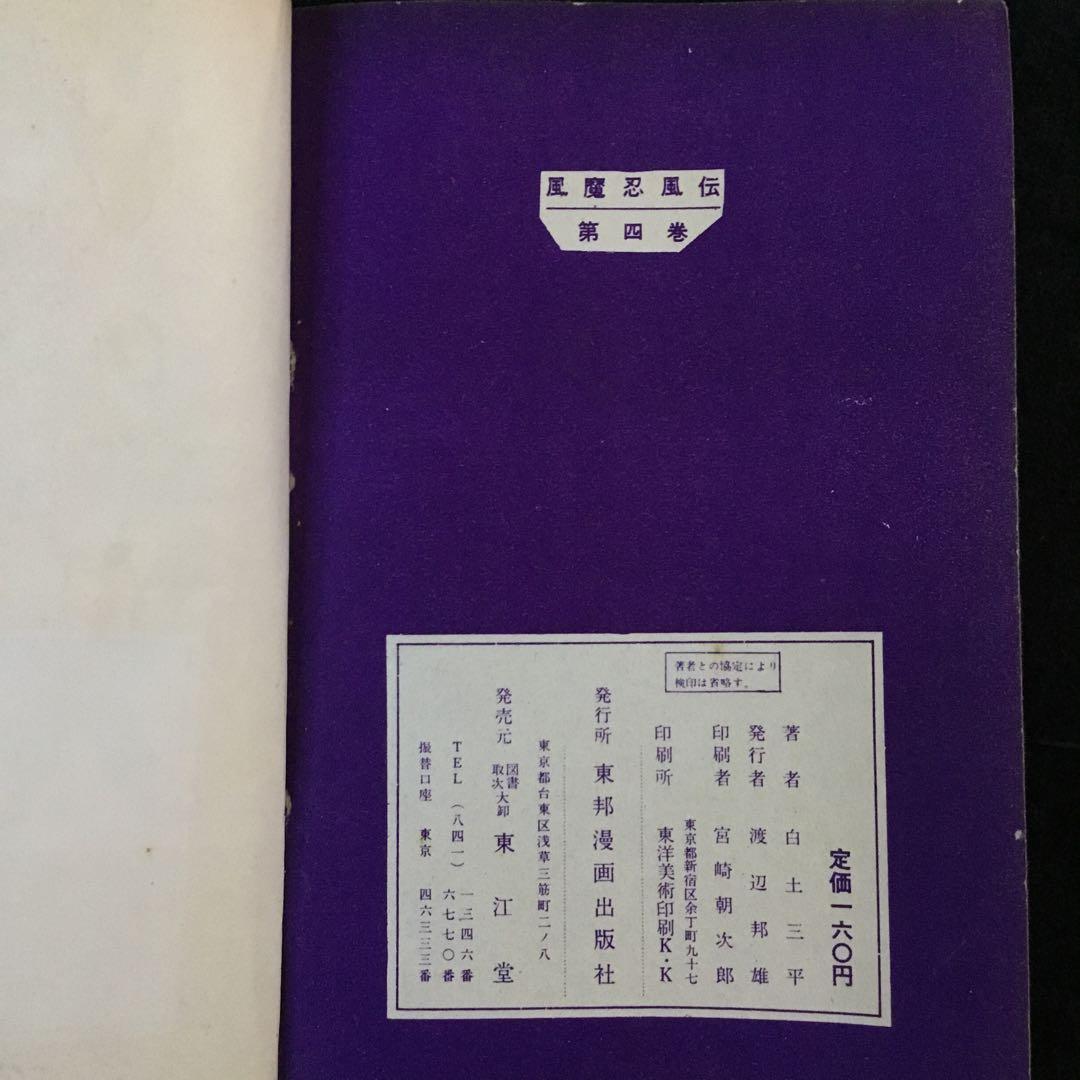 風魔忍風伝
第四巻
著者との協定により
検印は省略す。
定価一六〇円
著者 白土三平
発行者 渡辺邦雄
印刷者 宮崎朝次郎
東京都新宿区余丁町九十七
印刷所 東洋美術印刷K・K
発行所 東邦漫画出版社
東京都台東区浅草三筋町二ノ八
発売元 図書取次大卸 東江堂
TEL (八四一) 一三四六番
六七七〇番
振替口座 東京 四六三三三番